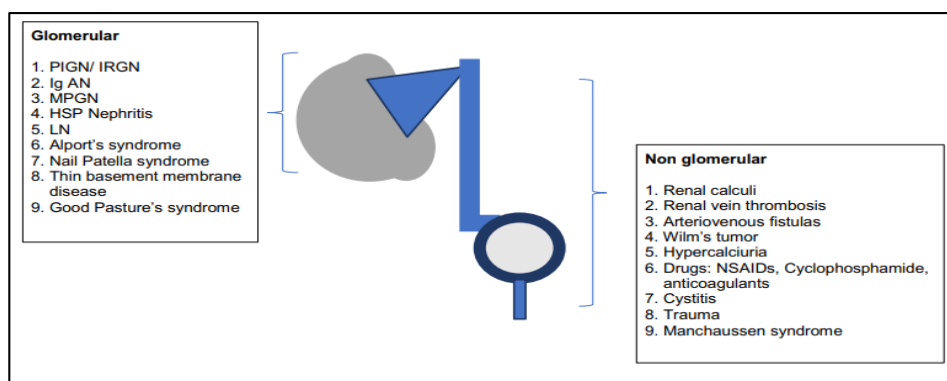 Glomerular
1. PIGN/ IRGN
2. Ig AN
3. MPGN
4. HSP Nephritis
5. LN
6. Alport's syndrome
7. Nail Patella syndrome
8. Thin basement membrane
disease
9. Good Pasture's syndrome
Non glomerular
1. Renal calculi
2. Renal vein thrombosis
3. Arteriovenous fistulas
4. Wilm's tumor
5. Hypercalciuria
6. Drugs: NSAIDs, Cyclophosphamide,
anticoagulants
7. Cystitis
8. Trauma
9. Manchaussen syndrome